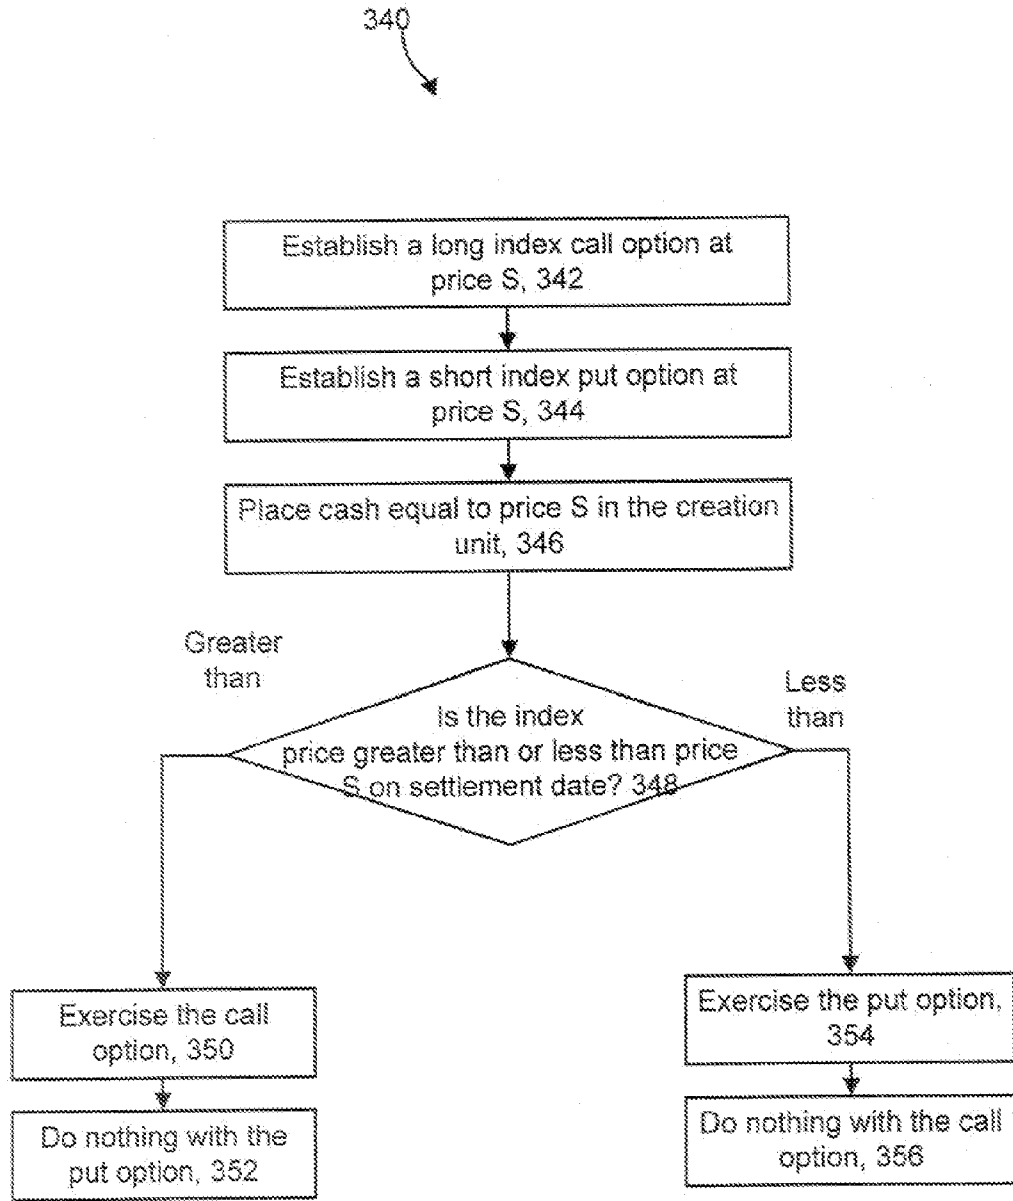 340
Establish a long index call option at
price S, 342
Establish a short index put option at
price S, 344
Place cash equal to price S in the creation
unit, 346
Greater
than
Less
than
Is the index
price greater than or less than price
S on settlement date? 348
Exercise the call
option, 350
Do nothing with the
put option, 352
Exercise the put option,
354
Do nothing with the call
option, 356